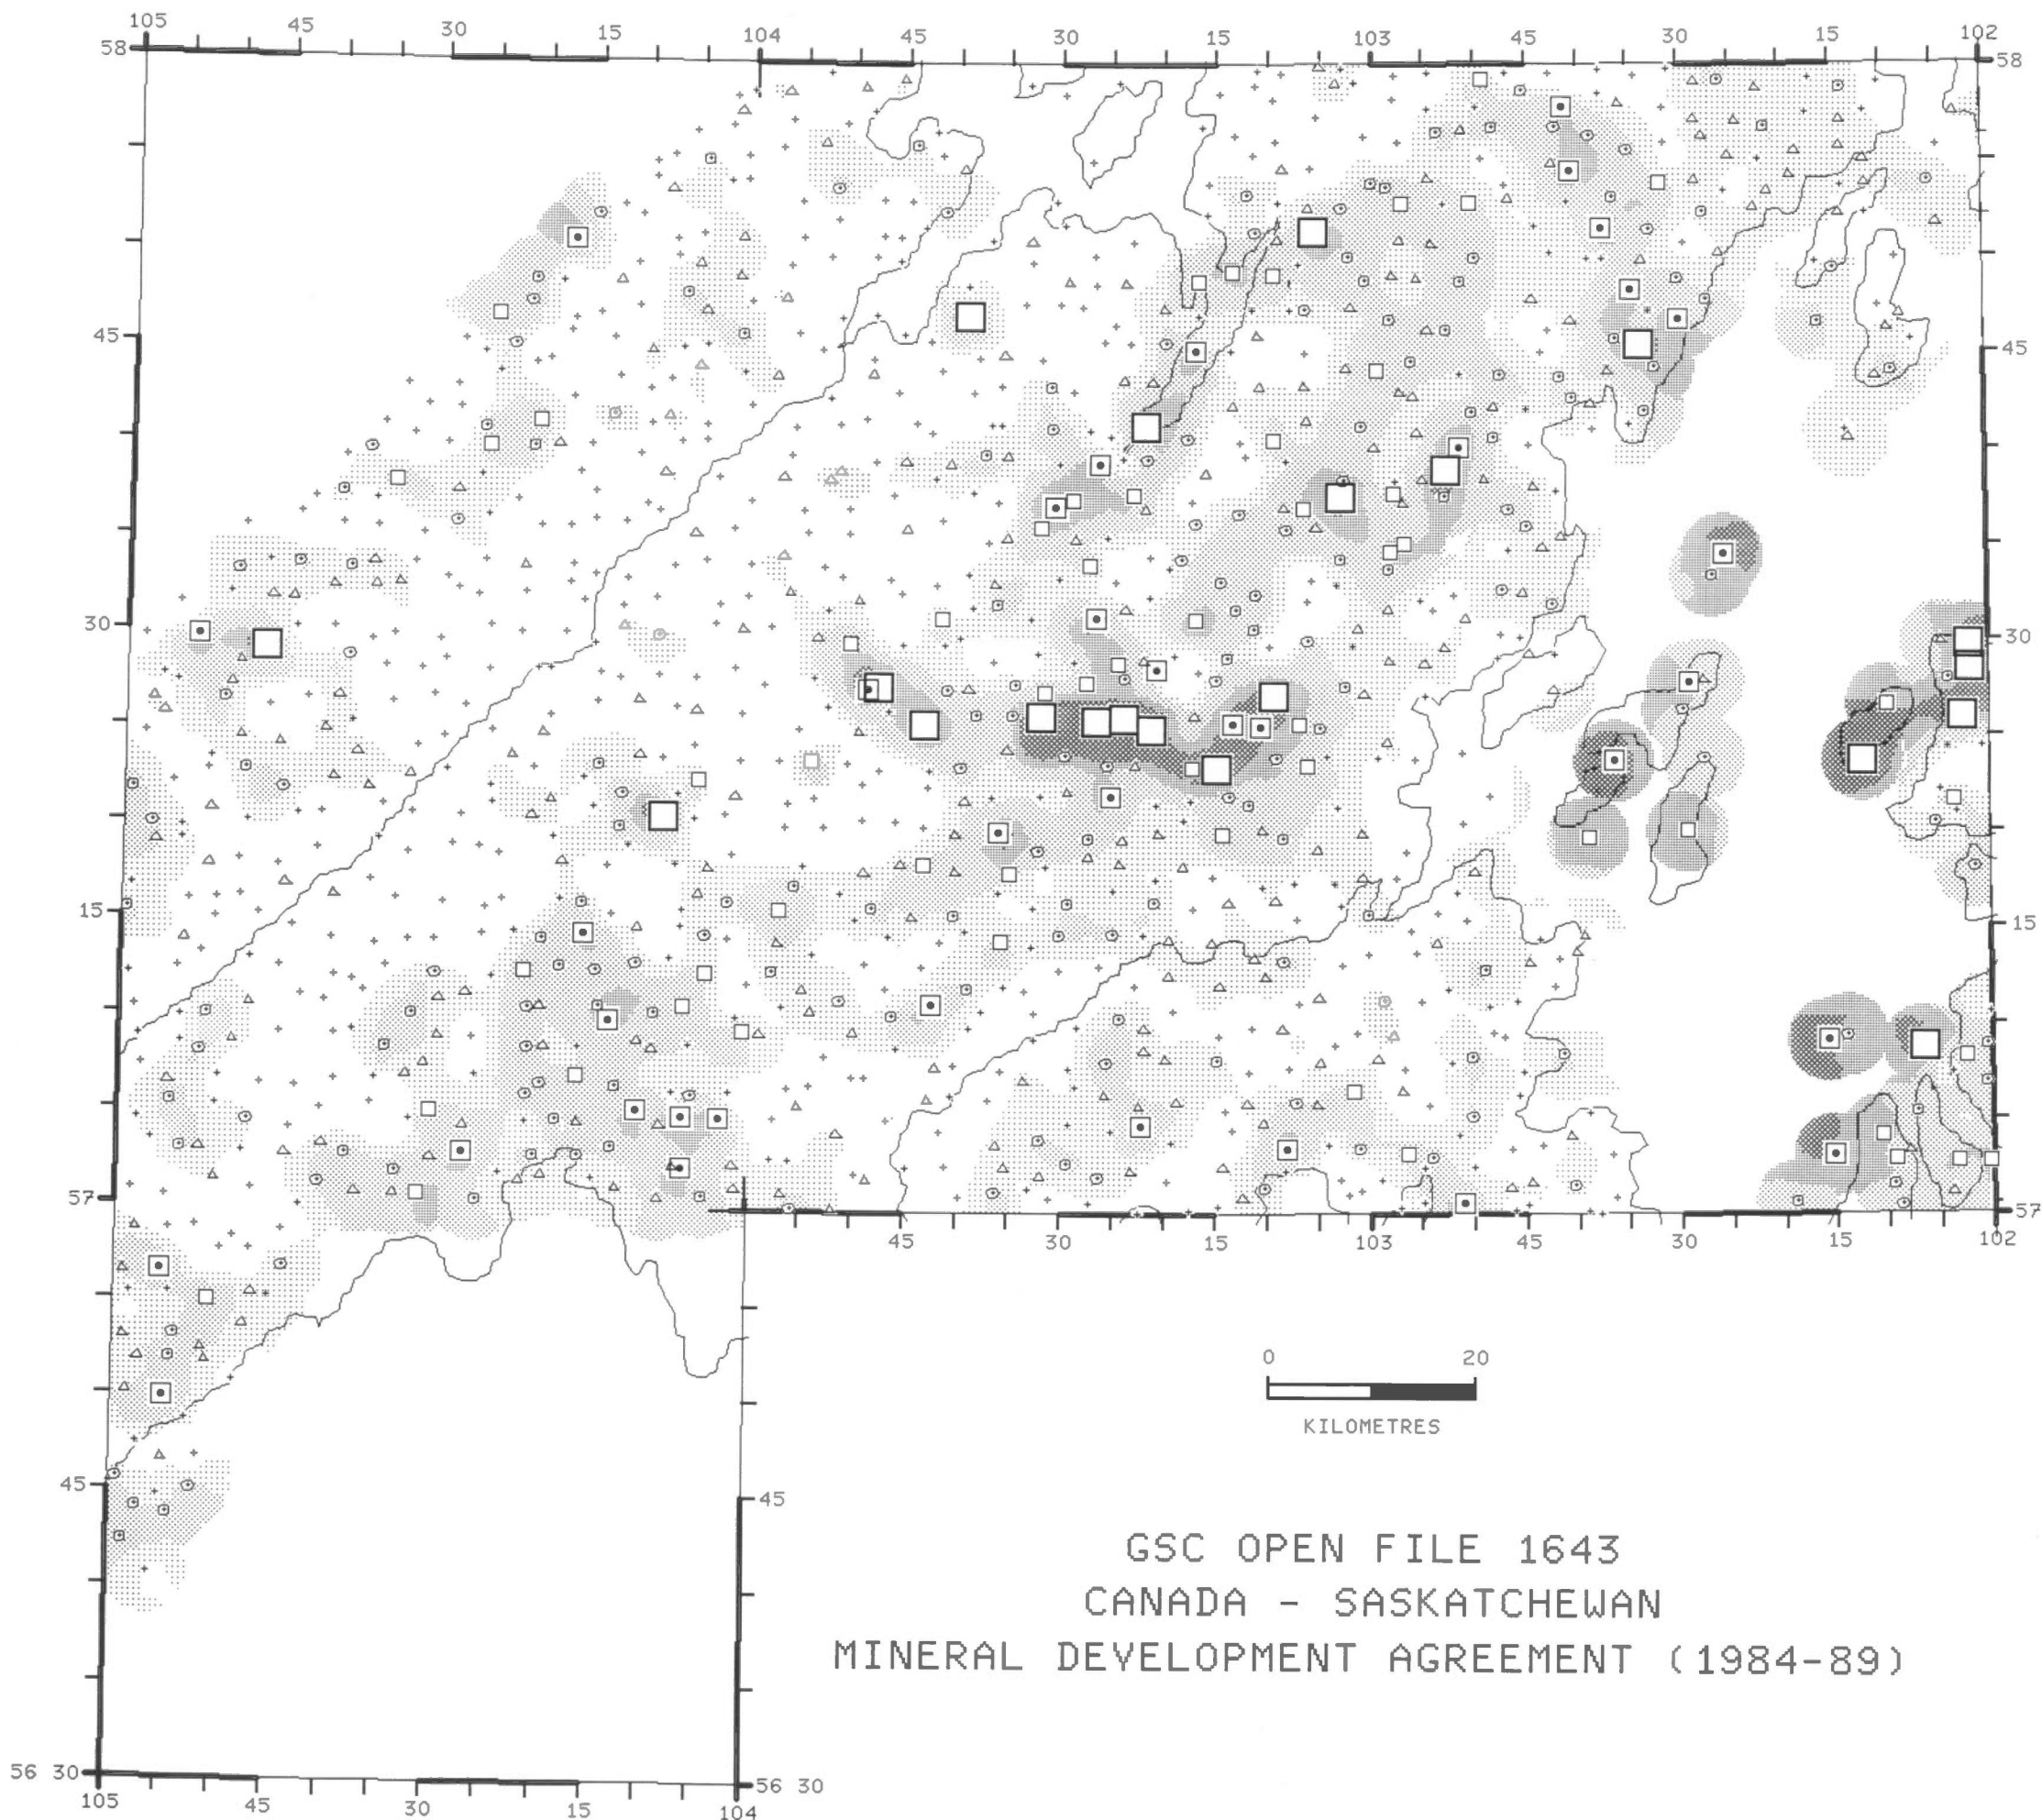 105 45 30 15 104 45 30 15 103 45 30 15 102
58 58
45 45
30 30
15 15
57 57
45 30 15 103 45 30 15 102
0 20
KILOMETRES
45 45
GSC OPEN FILE 1643
CANADA - SASKATCHEWAN
MINERAL DEVELOPMENT AGREEMENT (1984-89)
56 30 56 30
105 45 30 15 104